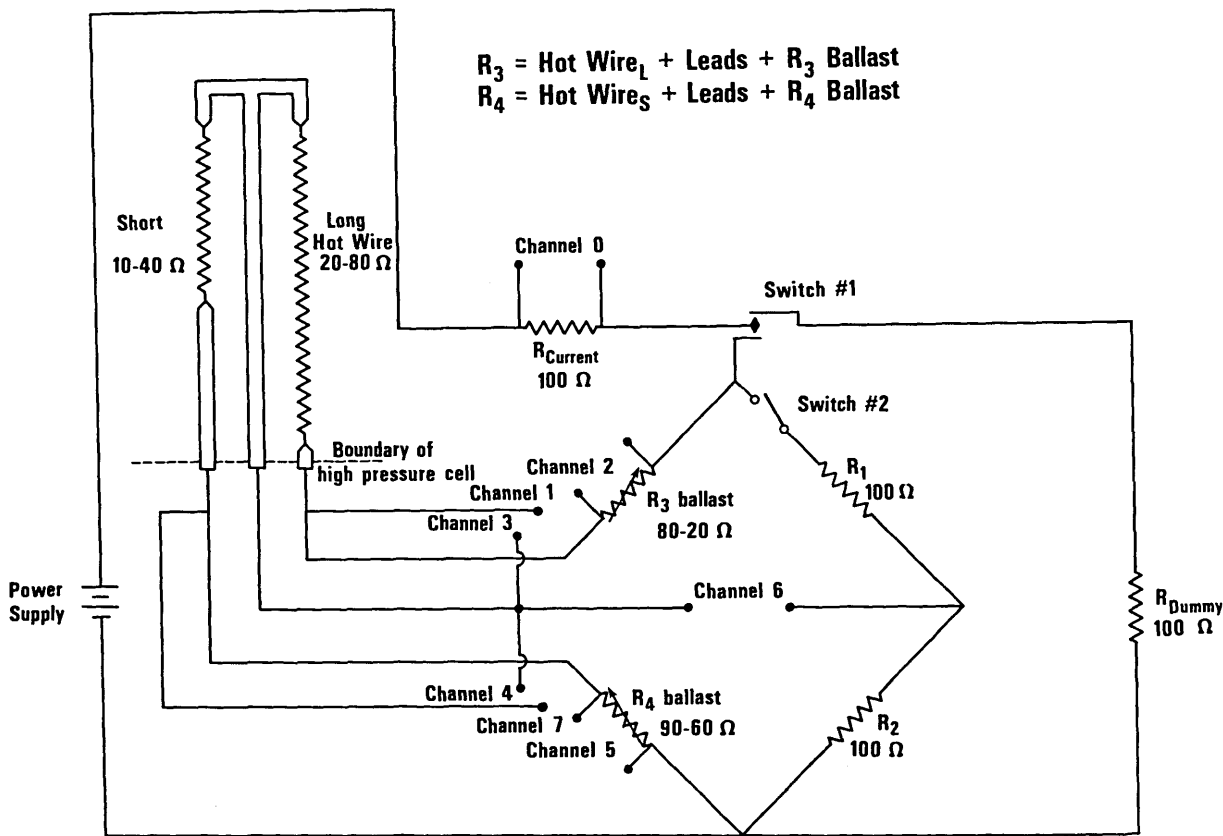 R3 = Hot WireL + Leads + R3 Ballast
R4 = Hot WireS + Leads + R4 Ballast
Short
10-40 Ω
Long
Hot Wire
20-80 Ω
Channel 0
RCurrent
100 Ω
Switch #1
Switch #2
R1
100 Ω
Boundary of
high pressure cell
Channel 2
Channel 1
R3 ballast
80-20 Ω
Channel 3
Power
Supply
Channel 6
RDummy
100 Ω
Channel 4
Channel 7
R4 ballast
90-60 Ω
Channel 5
R2
100 Ω